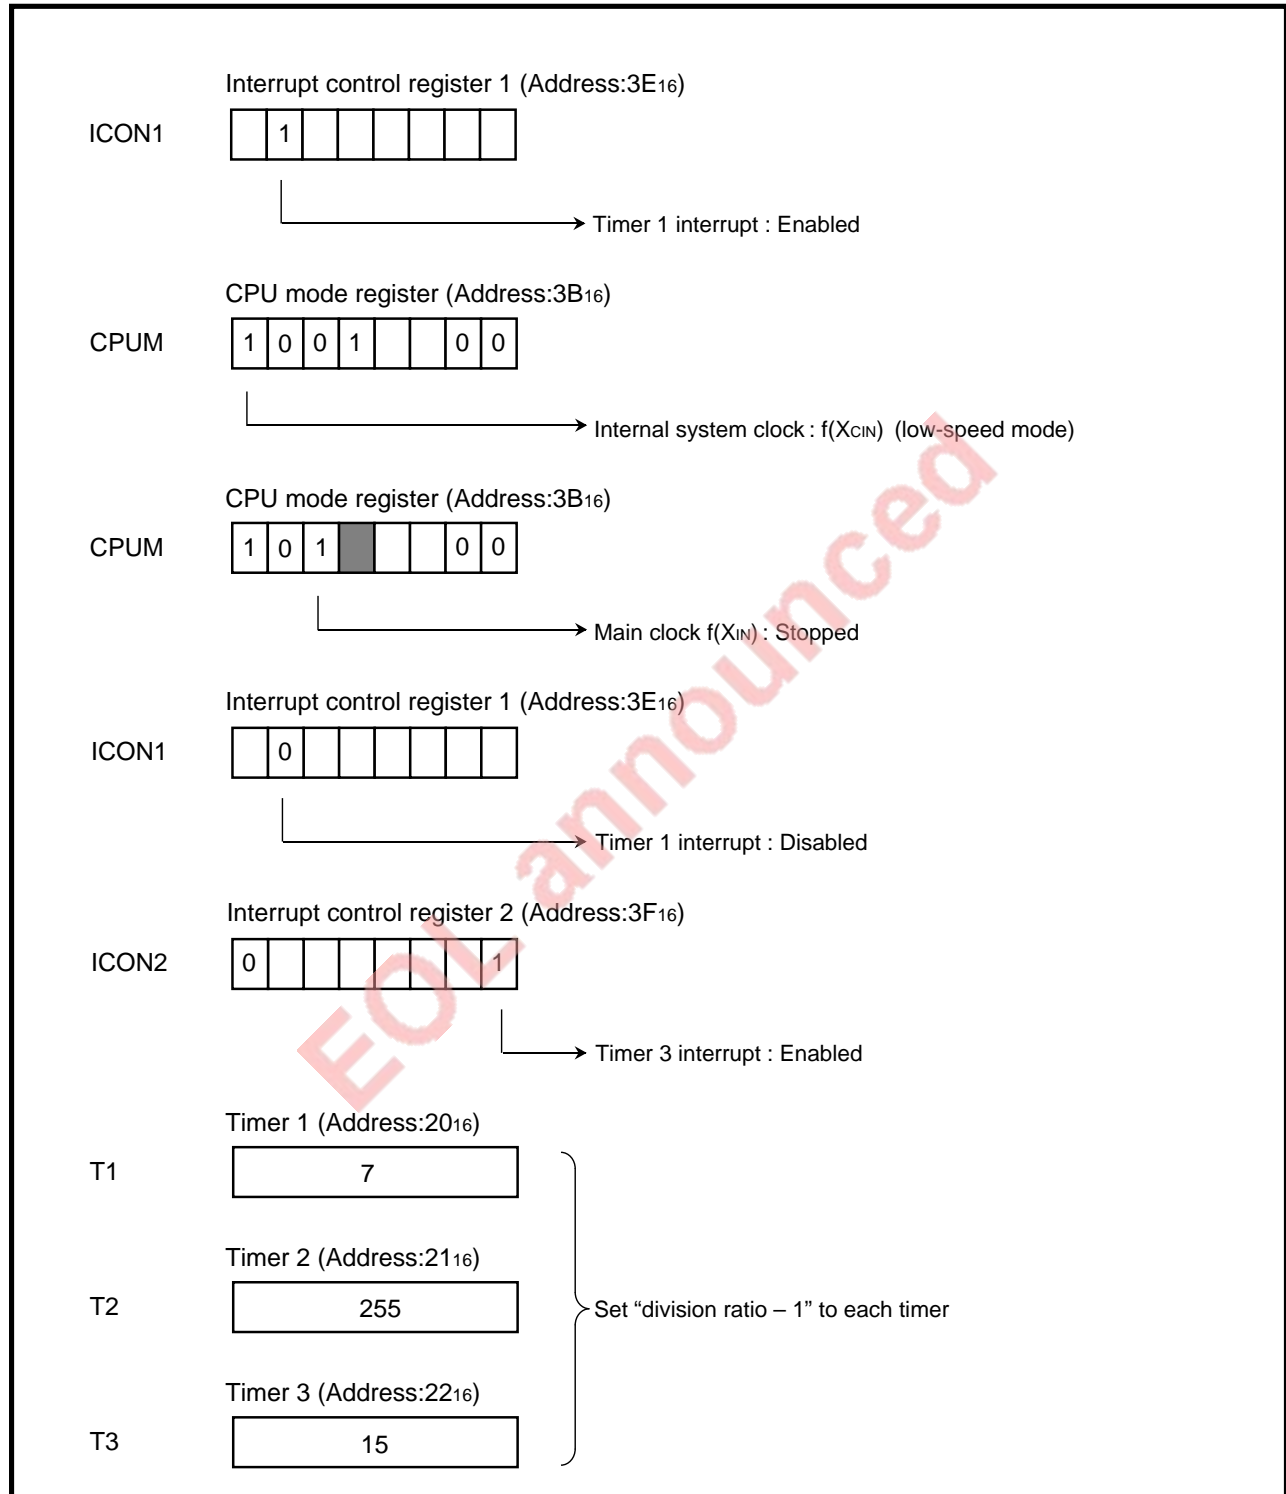 Interrupt control register 1 (Address:3E16)
ICON1 1
Timer 1 interrupt : Enabled
CPU mode register (Address:3B16)
CPUM 1 0 0 1 0 0
Internal system clock : f(XCIN) (low-speed mode)
CPU mode register (Address:3B16)
CPUM 1 0 1 0 0
Main clock f(XIN) : Stopped
Interrupt control register 1 (Address:3E16)
ICON1 0
Timer 1 interrupt : Disabled
Interrupt control register 2 (Address:3F16)
ICON2 0 1
Timer 3 interrupt : Enabled
Timer 1 (Address:2016)
T1 7
Timer 2 (Address:2116)
T2 255
Set “division ratio – 1” to each timer
Timer 3 (Address:2216)
T3 15
EOL announced